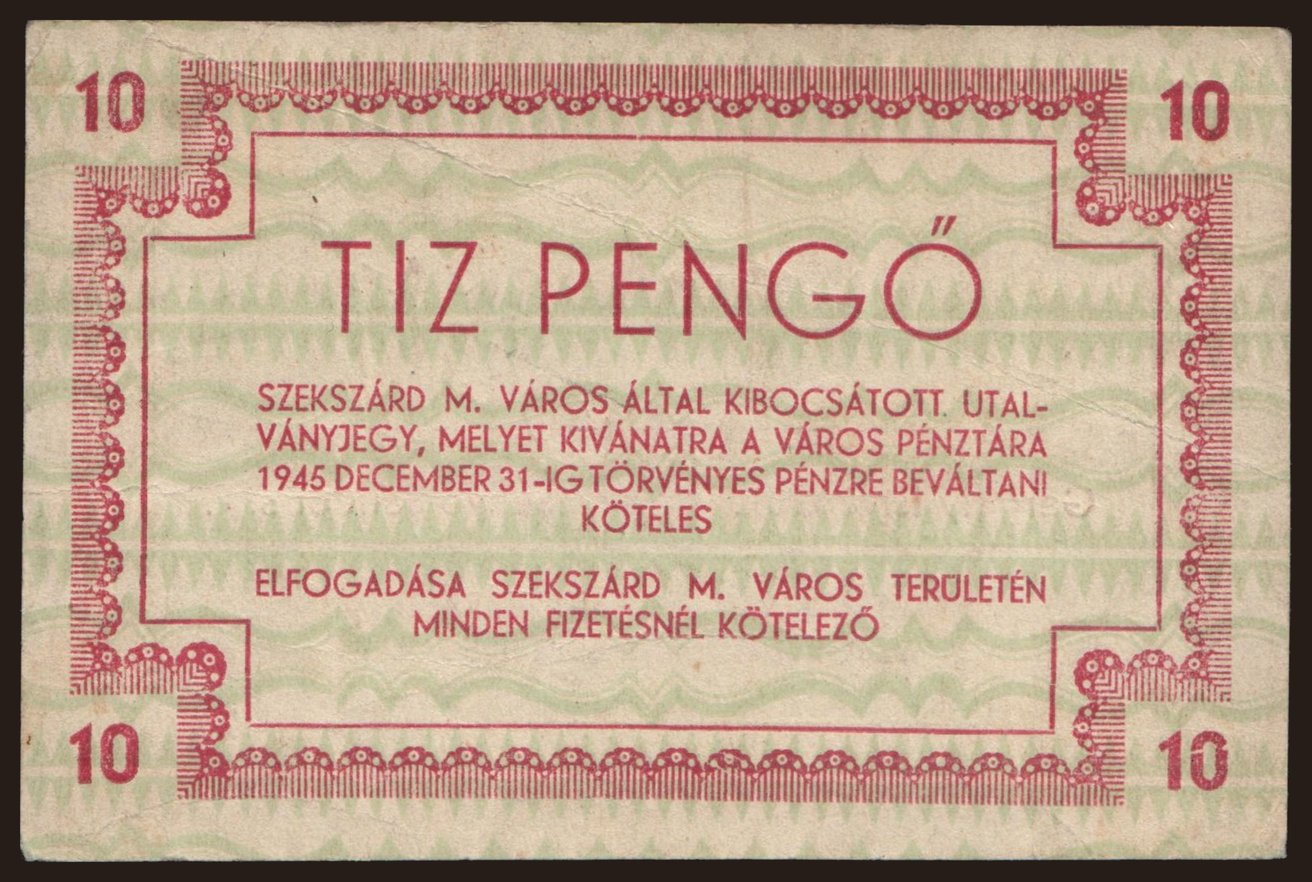 10 10
TIZ PENGŐ
SZEKSZÁRD M. VÁROS ÁLTAL KIBOCSÁTOTT UTAL-
VÁNYJEGY, MELYET KIVÁNATRA A VÁROS PÉNZTÁRA
1945 DECEMBER 31-IG TÖRVÉNYES PÉNZRE BEVÁLTANI
KÖTELES
ELFOGADÁSA SZEKSZÁRD M. VÁROS TERÜLETÉN
MINDEN FIZETÉSNÉL KÖTELEZŐ
10 10